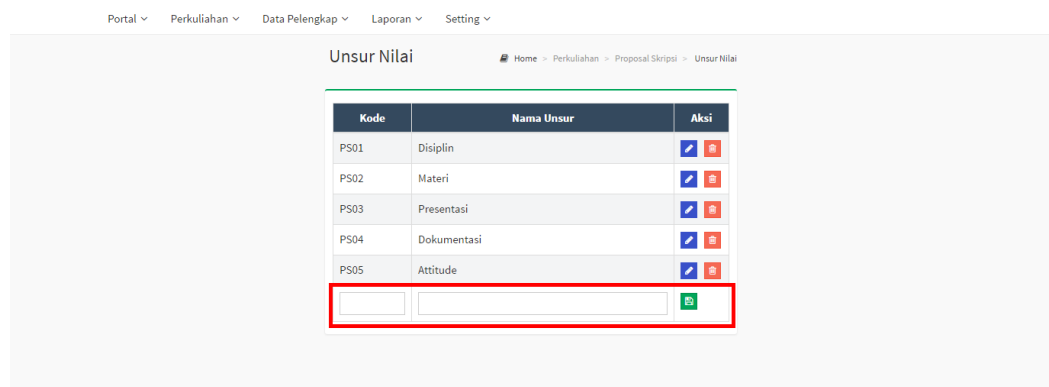 Portal Perkuliahan Data Pelengkap Laporan Setting
Unsur Nilai
Home > Perkuliahan > Proposal Skripsi > Unsur Nilai
Kode Nama Unsur Aksi
PS01 Disiplin
PS02 Materi
PS03 Presentasi
PS04 Dokumentasi
PS05 Attitude